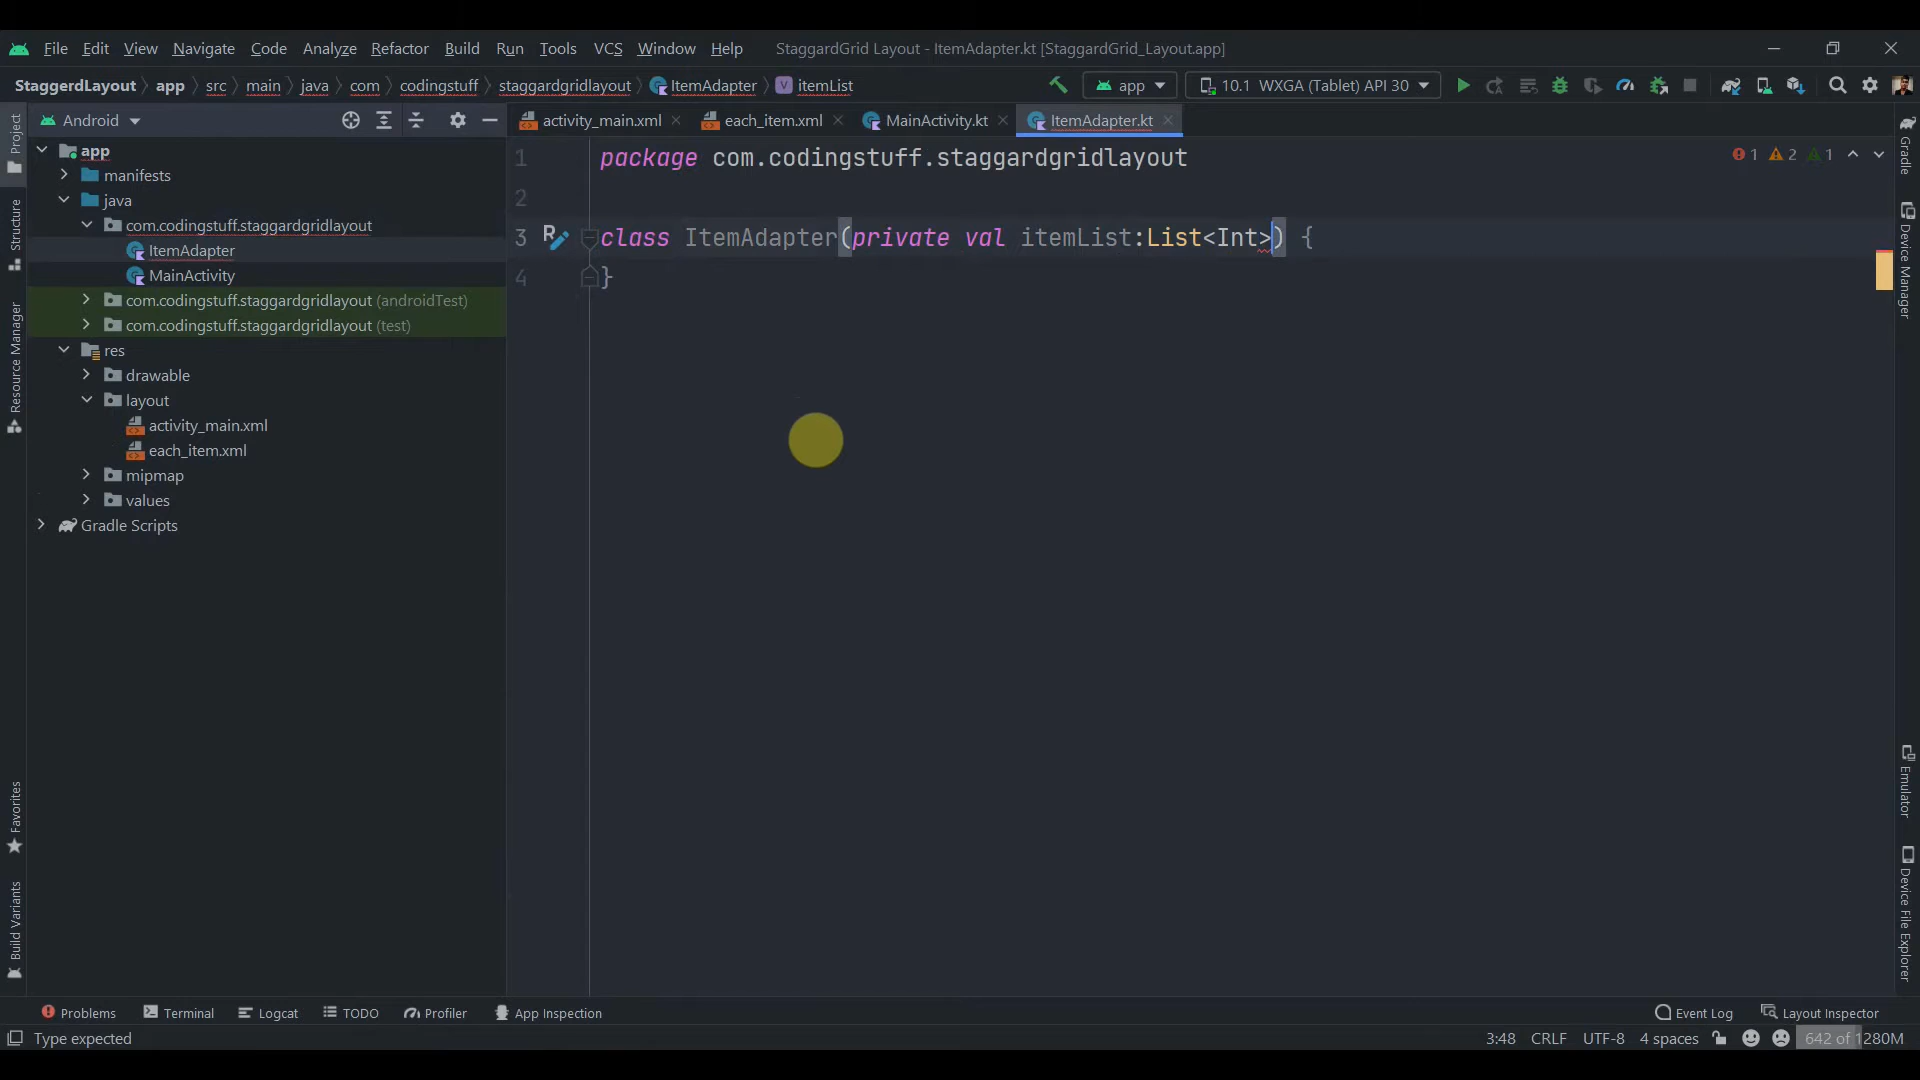 File Edit View Navigate Code Analyze Refactor Build Run Tools VCS Window Help StaggardGrid Layout - ItemAdapter.kt [StaggardGrid_Layout.app]
StaggerdLayout app src main java com codingstuff staggardgridlayout ItemAdapter itemList app 10.1 WXGA (Tablet) API 30
Android activity_main.xml each_item.xml MainActivity.kt ItemAdapter.kt
Project
Structure
Resource Manager
Favorites
Build Variants
app
manifests
java
com.codingstuff.staggardgridlayout
ItemAdapter
MainActivity
com.codingstuff.staggardgridlayout (androidTest)
com.codingstuff.staggardgridlayout (test)
res
drawable
layout
activity_main.xml
each_item.xml
mipmap
values
Gradle Scripts
1 package com.codingstuff.staggardgridlayout
2
3 class ItemAdapter(private val itemList:List<Int>) {
4 }
1 2 1
Gradle
Device Manager
Emulator
Device File Explorer
Problems Terminal Logcat TODO Profiler App Inspection Event Log Layout Inspector
Type expected 3:48 CRLF UTF-8 4 spaces 642 of 1280M